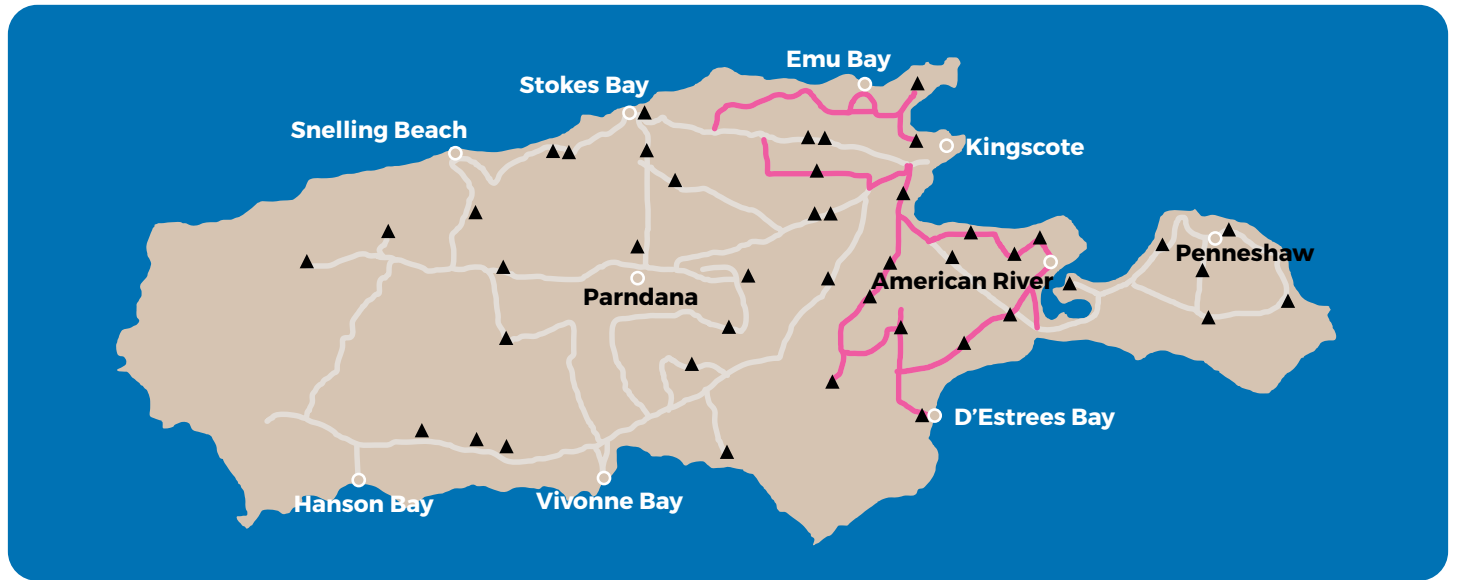 Emu Bay
Stokes Bay
Snelling Beach
Kingscote
Penneshaw
American River
Parndana
D’Estrees Bay
Hanson Bay
Vivonne Bay